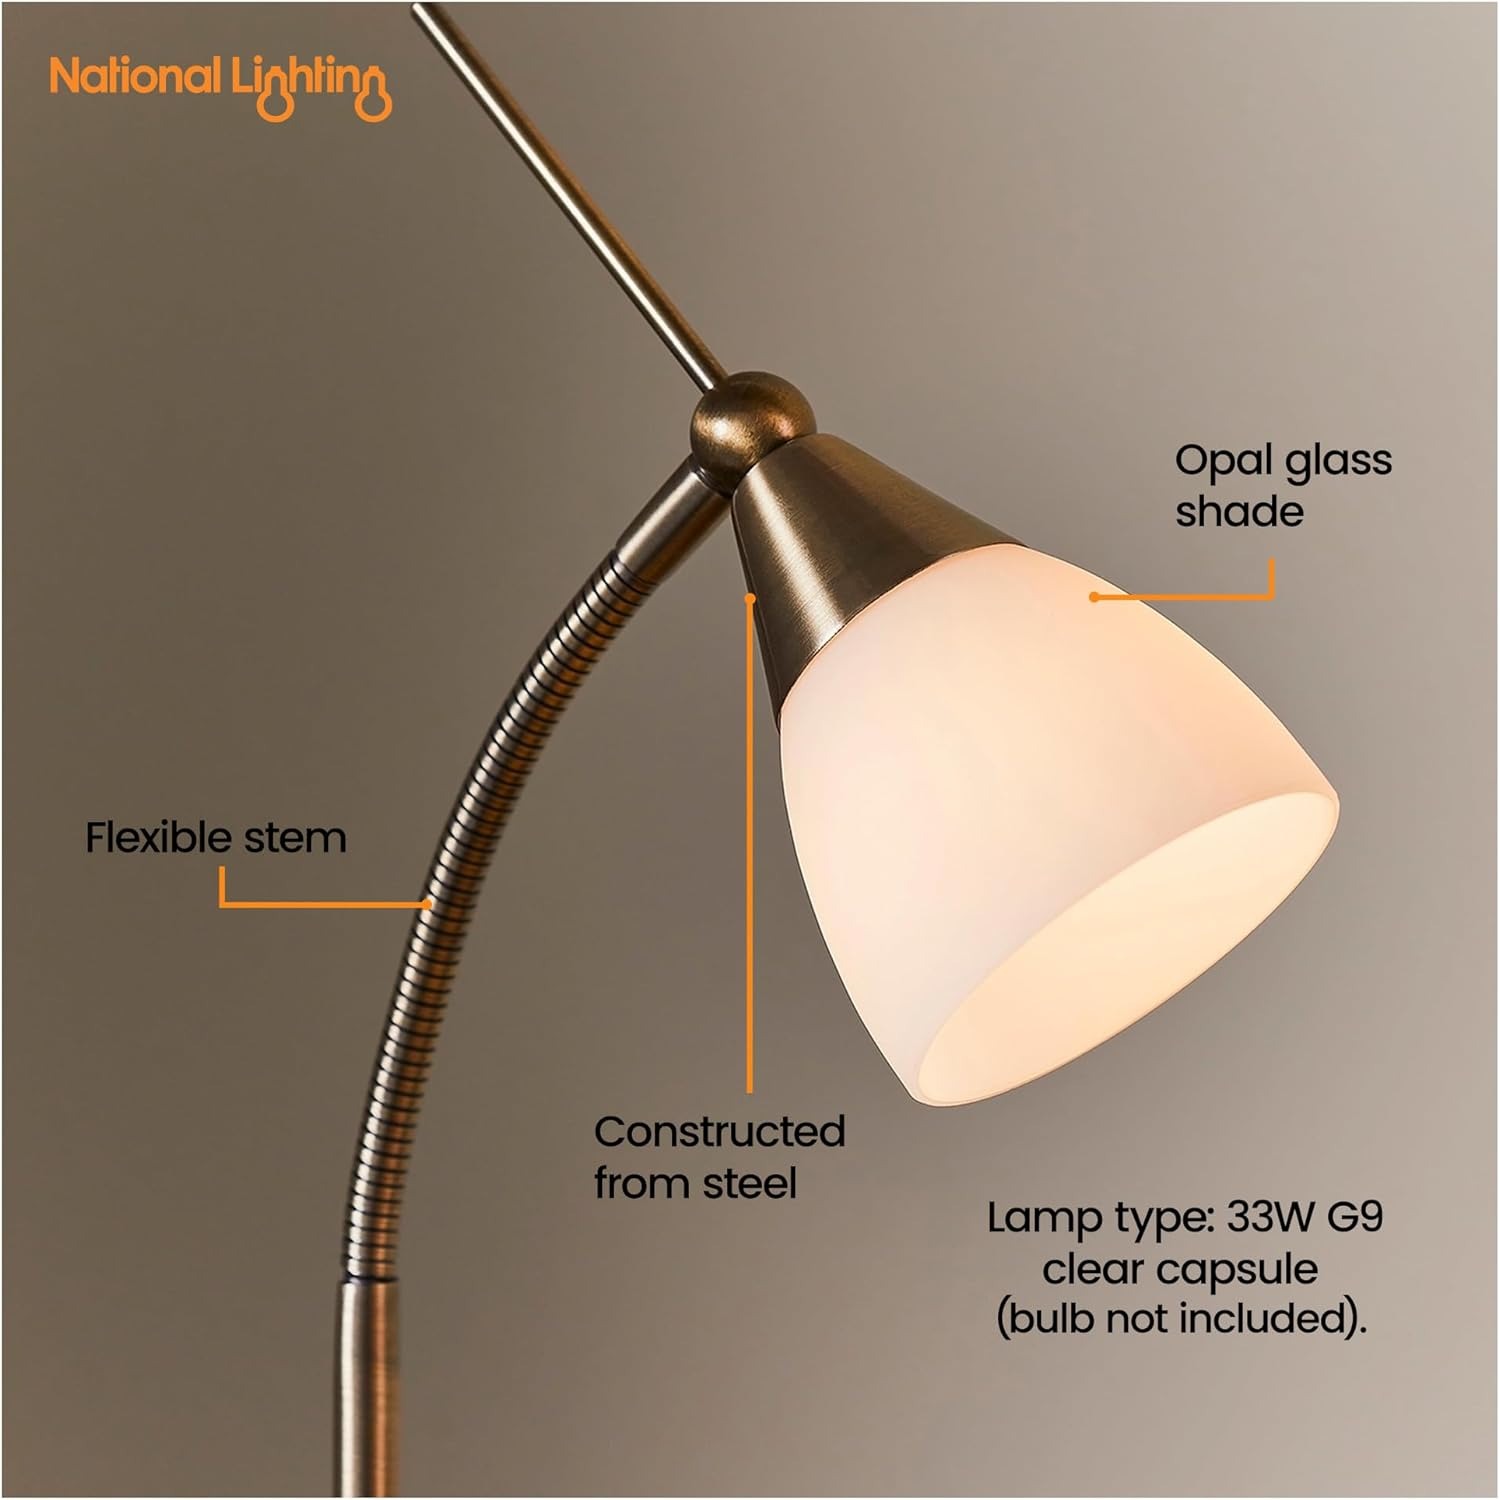 National Lighting
Opal glass
shade
Flexible stem
Constructed
from steel
Lamp type: 33W G9
clear capsule
(bulb not included).